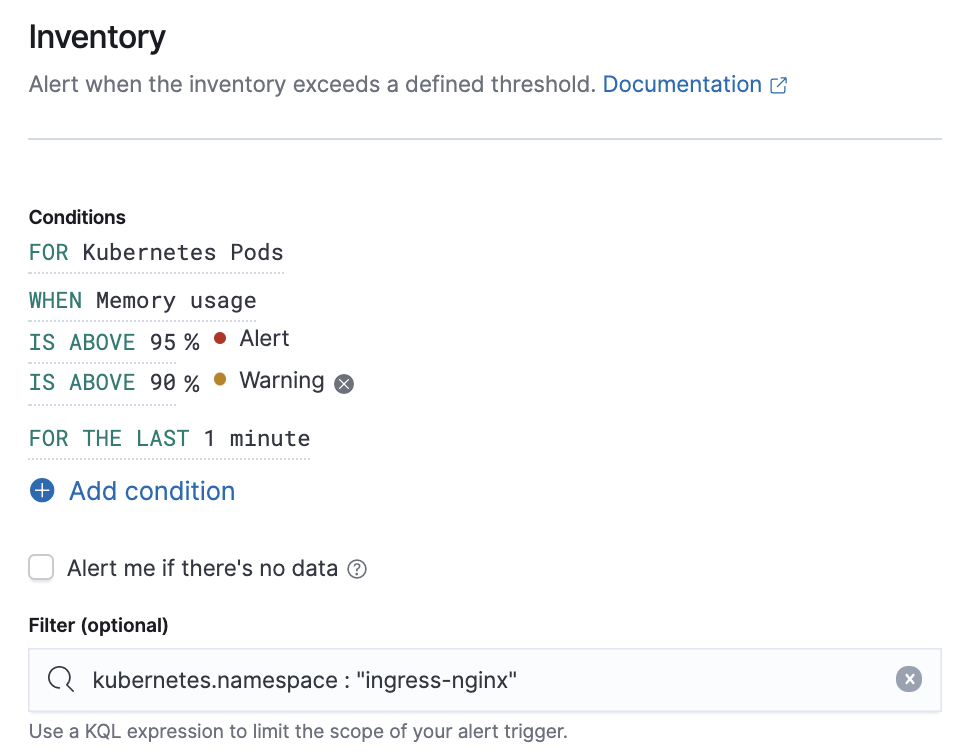 Inventory
Alert when the inventory exceeds a defined threshold. Documentation
Conditions
FOR Kubernetes Pods
WHEN Memory usage
IS ABOVE 95 % Alert
IS ABOVE 90 % Warning
FOR THE LAST 1 minute
Add condition
Alert me if there's no data
Filter (optional)
kubernetes.namespace : "ingress-nginx"
Use a KQL expression to limit the scope of your alert trigger.